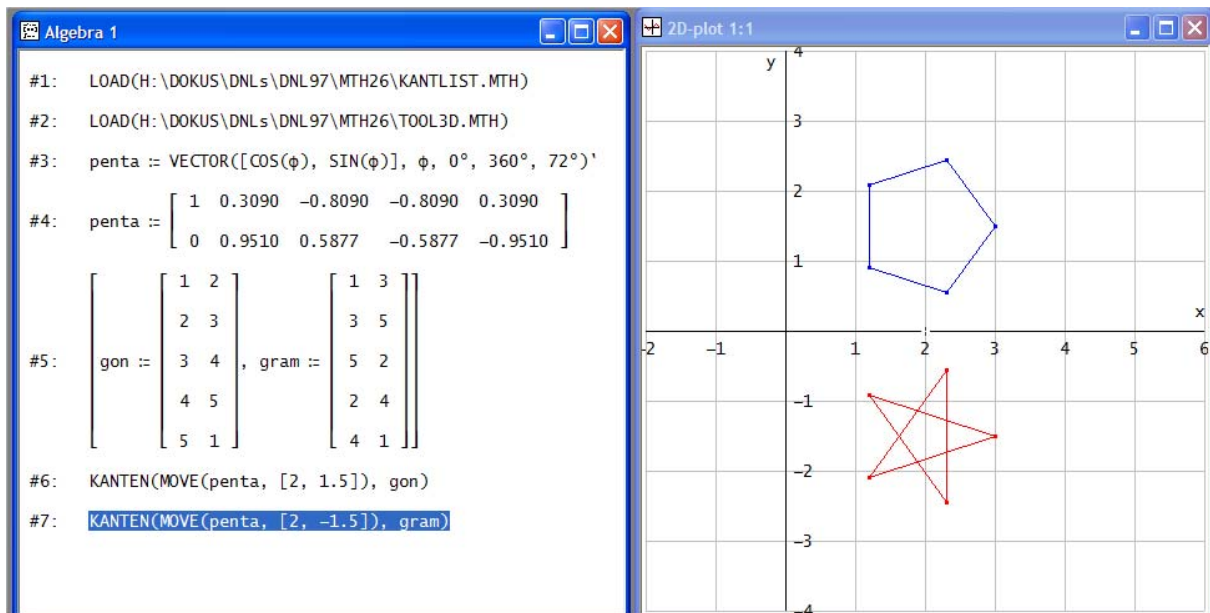 Algebra 1
#1: LOAD(H:\DOKUS\DNLs\DNL97\MTH26\KANTLIST.MTH)
#2: LOAD(H:\DOKUS\DNLs\DNL97\MTH26\TOOL3D.MTH)
#3: penta := VECTOR([COS(φ), SIN(φ)], φ, 0°, 360°, 72°)'
#4: penta := [ 1 0.3090 −0.8090 −0.8090 0.3090
0 0.9510 0.5877 −0.5877 −0.9510 ]
#5: [ gon := [ 1 2
2 3
3 4
4 5
5 1 ], gram := [ 1 3
3 5
5 2
2 4
4 1 ]]
#6: KANTEN(MOVE(penta, [2, 1.5]), gon)
#7: KANTEN(MOVE(penta, [2, −1.5]), gram)
2D-plot 1:1
4
y
3
2
1
x
-2 −1 1 2 3 4 5 6
−1
−2
−3
−4